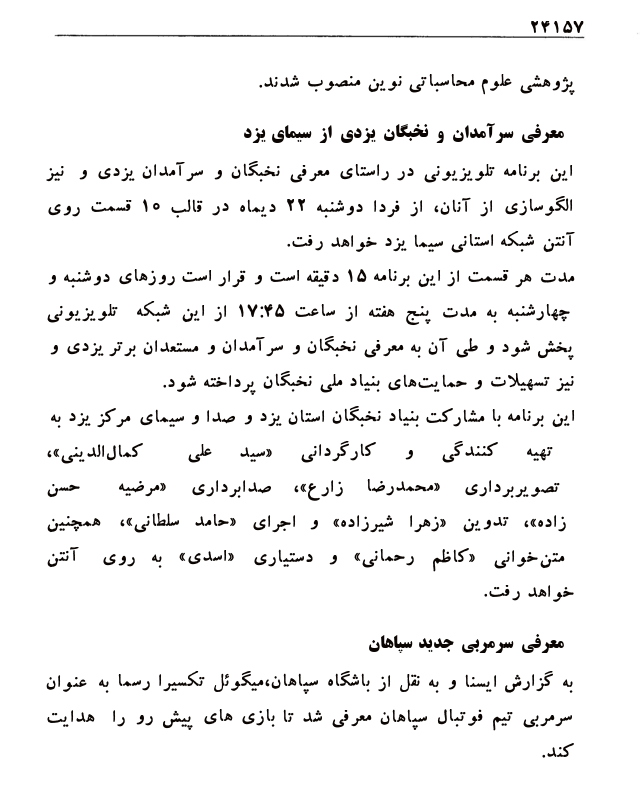 ۲۴۱۵۷
پژوهشی علوم محاسباتی نوین منصوب شدند.
معرفی سرآمدان و نخبگان یزدی از سیمای یزد
این برنامه تلویزیونی در راستای معرفی نخبگان و سرآمدان یزدی و نیز
الگوسازی از آنان، از فردا دوشنبه ۲۲ دیماه در قالب ۱۰ قسمت روی
آنتن شبکه استانی سیما یزد خواهد رفت.
مدت هر قسمت از این برنامه ۱۵ دقیقه است و قرار است روزهای دوشنبه و
چهارشنبه به مدت پنج هفته از ساعت ۱۷:۴۵ از این شبکه تلویزیونی
پخش شود و طی آن به معرفی نخبگان و سرآمدان و مستعدان برتر یزدی و
نیز تسهیلات و حمایت‌های بنیاد ملی نخبگان پرداخته شود.
این برنامه با مشارکت بنیاد نخبگان استان یزد و صدا و سیمای مرکز یزد به
تهیه کنندگی و کارگردانی «سید علی کمال‌الدینی»،
تصویربرداری «محمدرضا زارع»، صدابرداری «مرضیه حسن
زاده»، تدوین «زهرا شیرزاده» و اجرای «حامد سلطانی»، همچنین
متن‌خوانی «کاظم رحمانی» و دستیاری «اسدی» به روی آنتن
خواهد رفت.
معرفی سرمربی جدید سپاهان
به گزارش ایسنا و به نقل از باشگاه سپاهان،میگوئل تکسیرا رسما به عنوان
سرمربی تیم فوتبال سپاهان معرفی شد تا بازی های پیش رو را هدایت
کند.